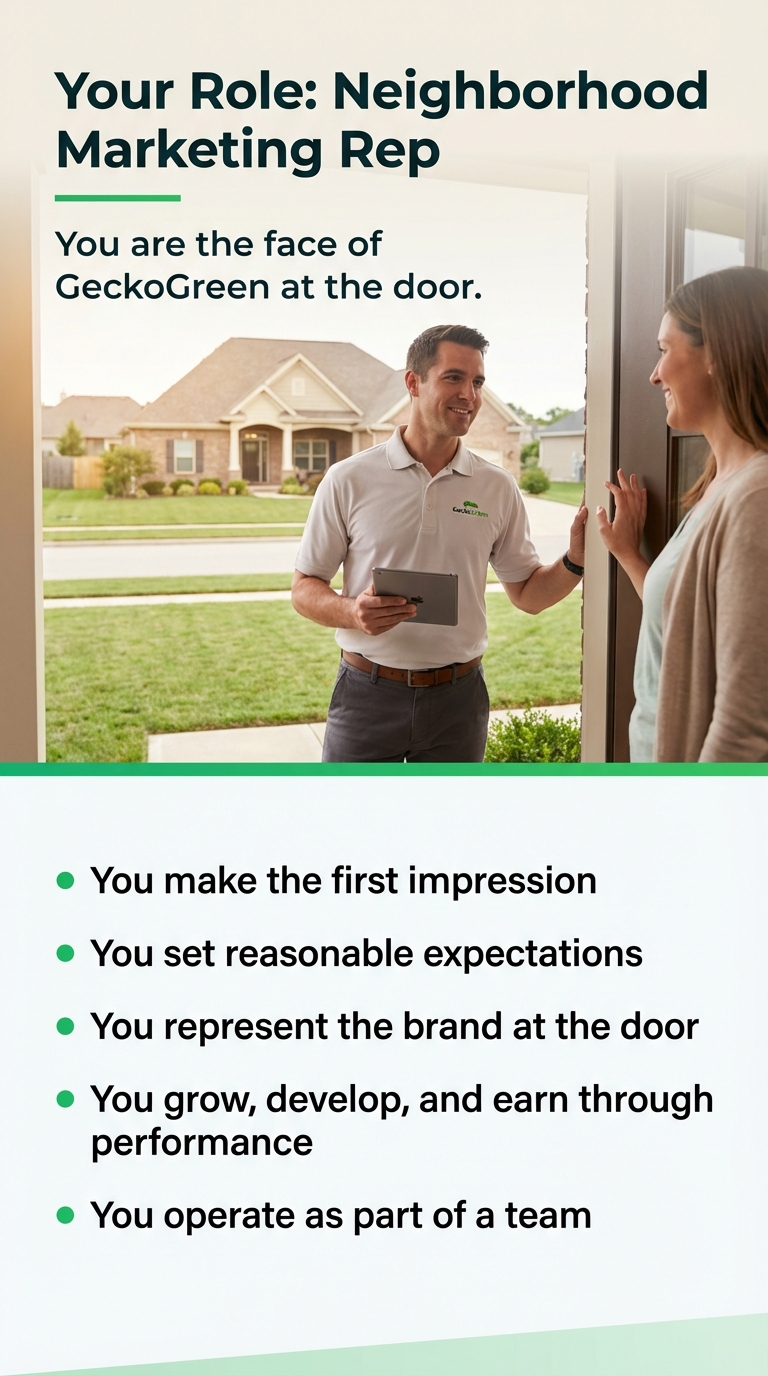 Your Role: Neighborhood
Marketing Rep
You are the face of
GeckoGreen at the door.
You make the first impression
You set reasonable expectations
You represent the brand at the door
You grow, develop, and earn through
performance
You operate as part of a team